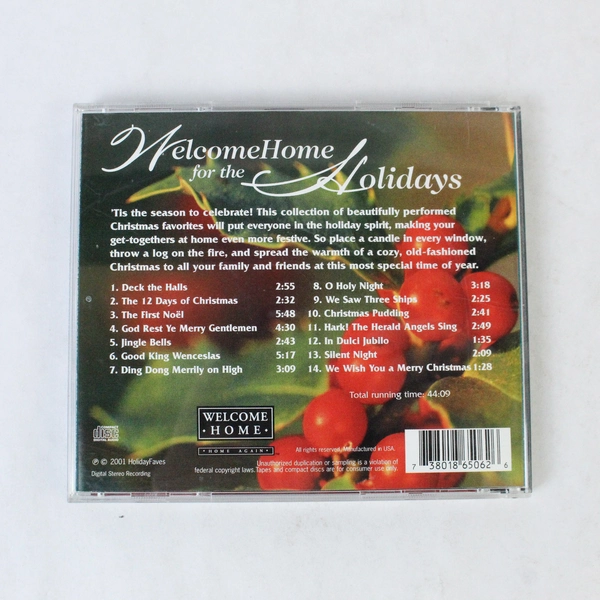 WelcomeHome
for the Holidays
'Tis the season to celebrate! This collection of beautifully performed
Christmas favorites will put everyone in the holiday spirit, making your
get-togethers at home even more festive. So place a candle in every window,
throw a log on the fire, and spread the warmth of a cozy, old-fashioned
Christmas to all your family and friends at this most special time of year.
1. Deck the Halls 2:55
2. The 12 Days of Christmas 2:32
3. The First Noël 5:48
4. God Rest Ye Merry Gentlemen 4:30
5. Jingle Bells 2:43
6. Good King Wenceslas 5:17
7. Ding Dong Merrily on High 3:09
8. O Holy Night 3:18
9. We Saw Three Ships 2:25
10. Christmas Pudding 2:41
11. Hark! The Herald Angels Sing 2:49
12. In Dulci Jubilo 1:35
13. Silent Night 2:09
14. We Wish You a Merry Christmas 1:28
Total running time: 44:09
WELCOME
• HOME •
• HOME AGAIN •
COMPACT
disc
DIGITAL AUDIO
℗ © 2001 HolidayFaves
Digital Stereo Recording
All rights reserved. Manufactured in USA.
Unauthorized duplication or sampling is a violation of
federal copyright laws. Tapes and compact discs are for consumer use only.
7 38018 65062 6